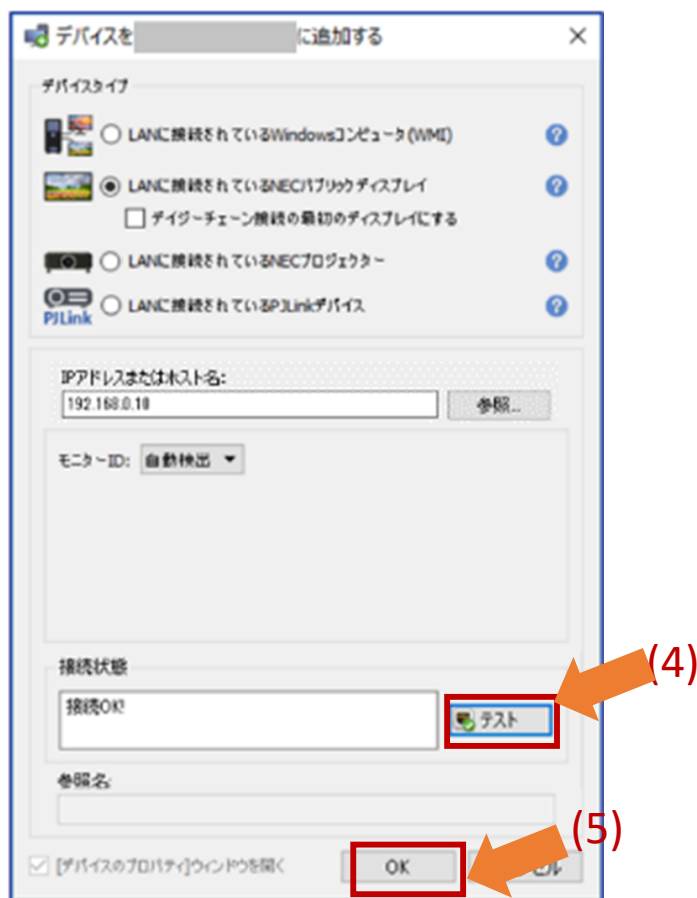 デバイスを に追加する
デバイスタイプ
LANに接続されているWindowsコンピュータ(WMI)
LANに接続されているNECパブリックディスプレイ
デイジーチェーン接続の最初のディスプレイにする
LANに接続されているNECプロジェクター
PJLink
LANに接続されているPJLinkデバイス
IPアドレスまたはホスト名:
192.168.0.10
参照...
モニターID: 自動検出
接続状態
(4)
接続OK!
テスト
参照名:
(5)
[デバイスのプロパティ]ウィンドウを開く
OK